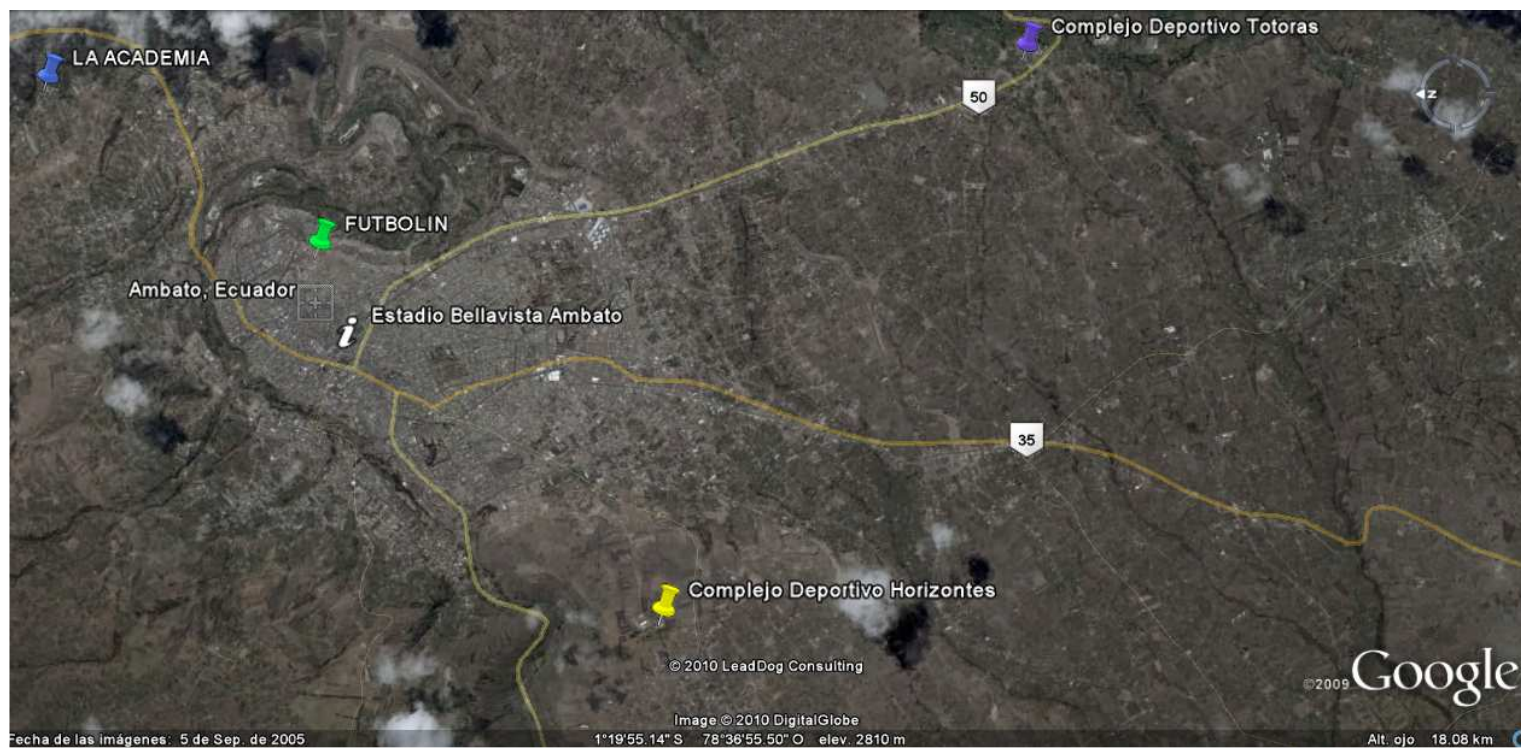 Complejo Deportivo Totoras
LA ACADEMIA
50
N
FUTBOLIN
Ambato, Ecuador
i
Estadio Bellavista Ambato
35
Complejo Deportivo Horizontes
© 2010 LeadDog Consulting
©2009 Google
Image © 2010 DigitalGlobe
Fecha de las imágenes: 5 de Sep. de 2005 1°19'55.14" S 78°36'55.50" O elev. 2810 m Alt. ojo 18.08 km